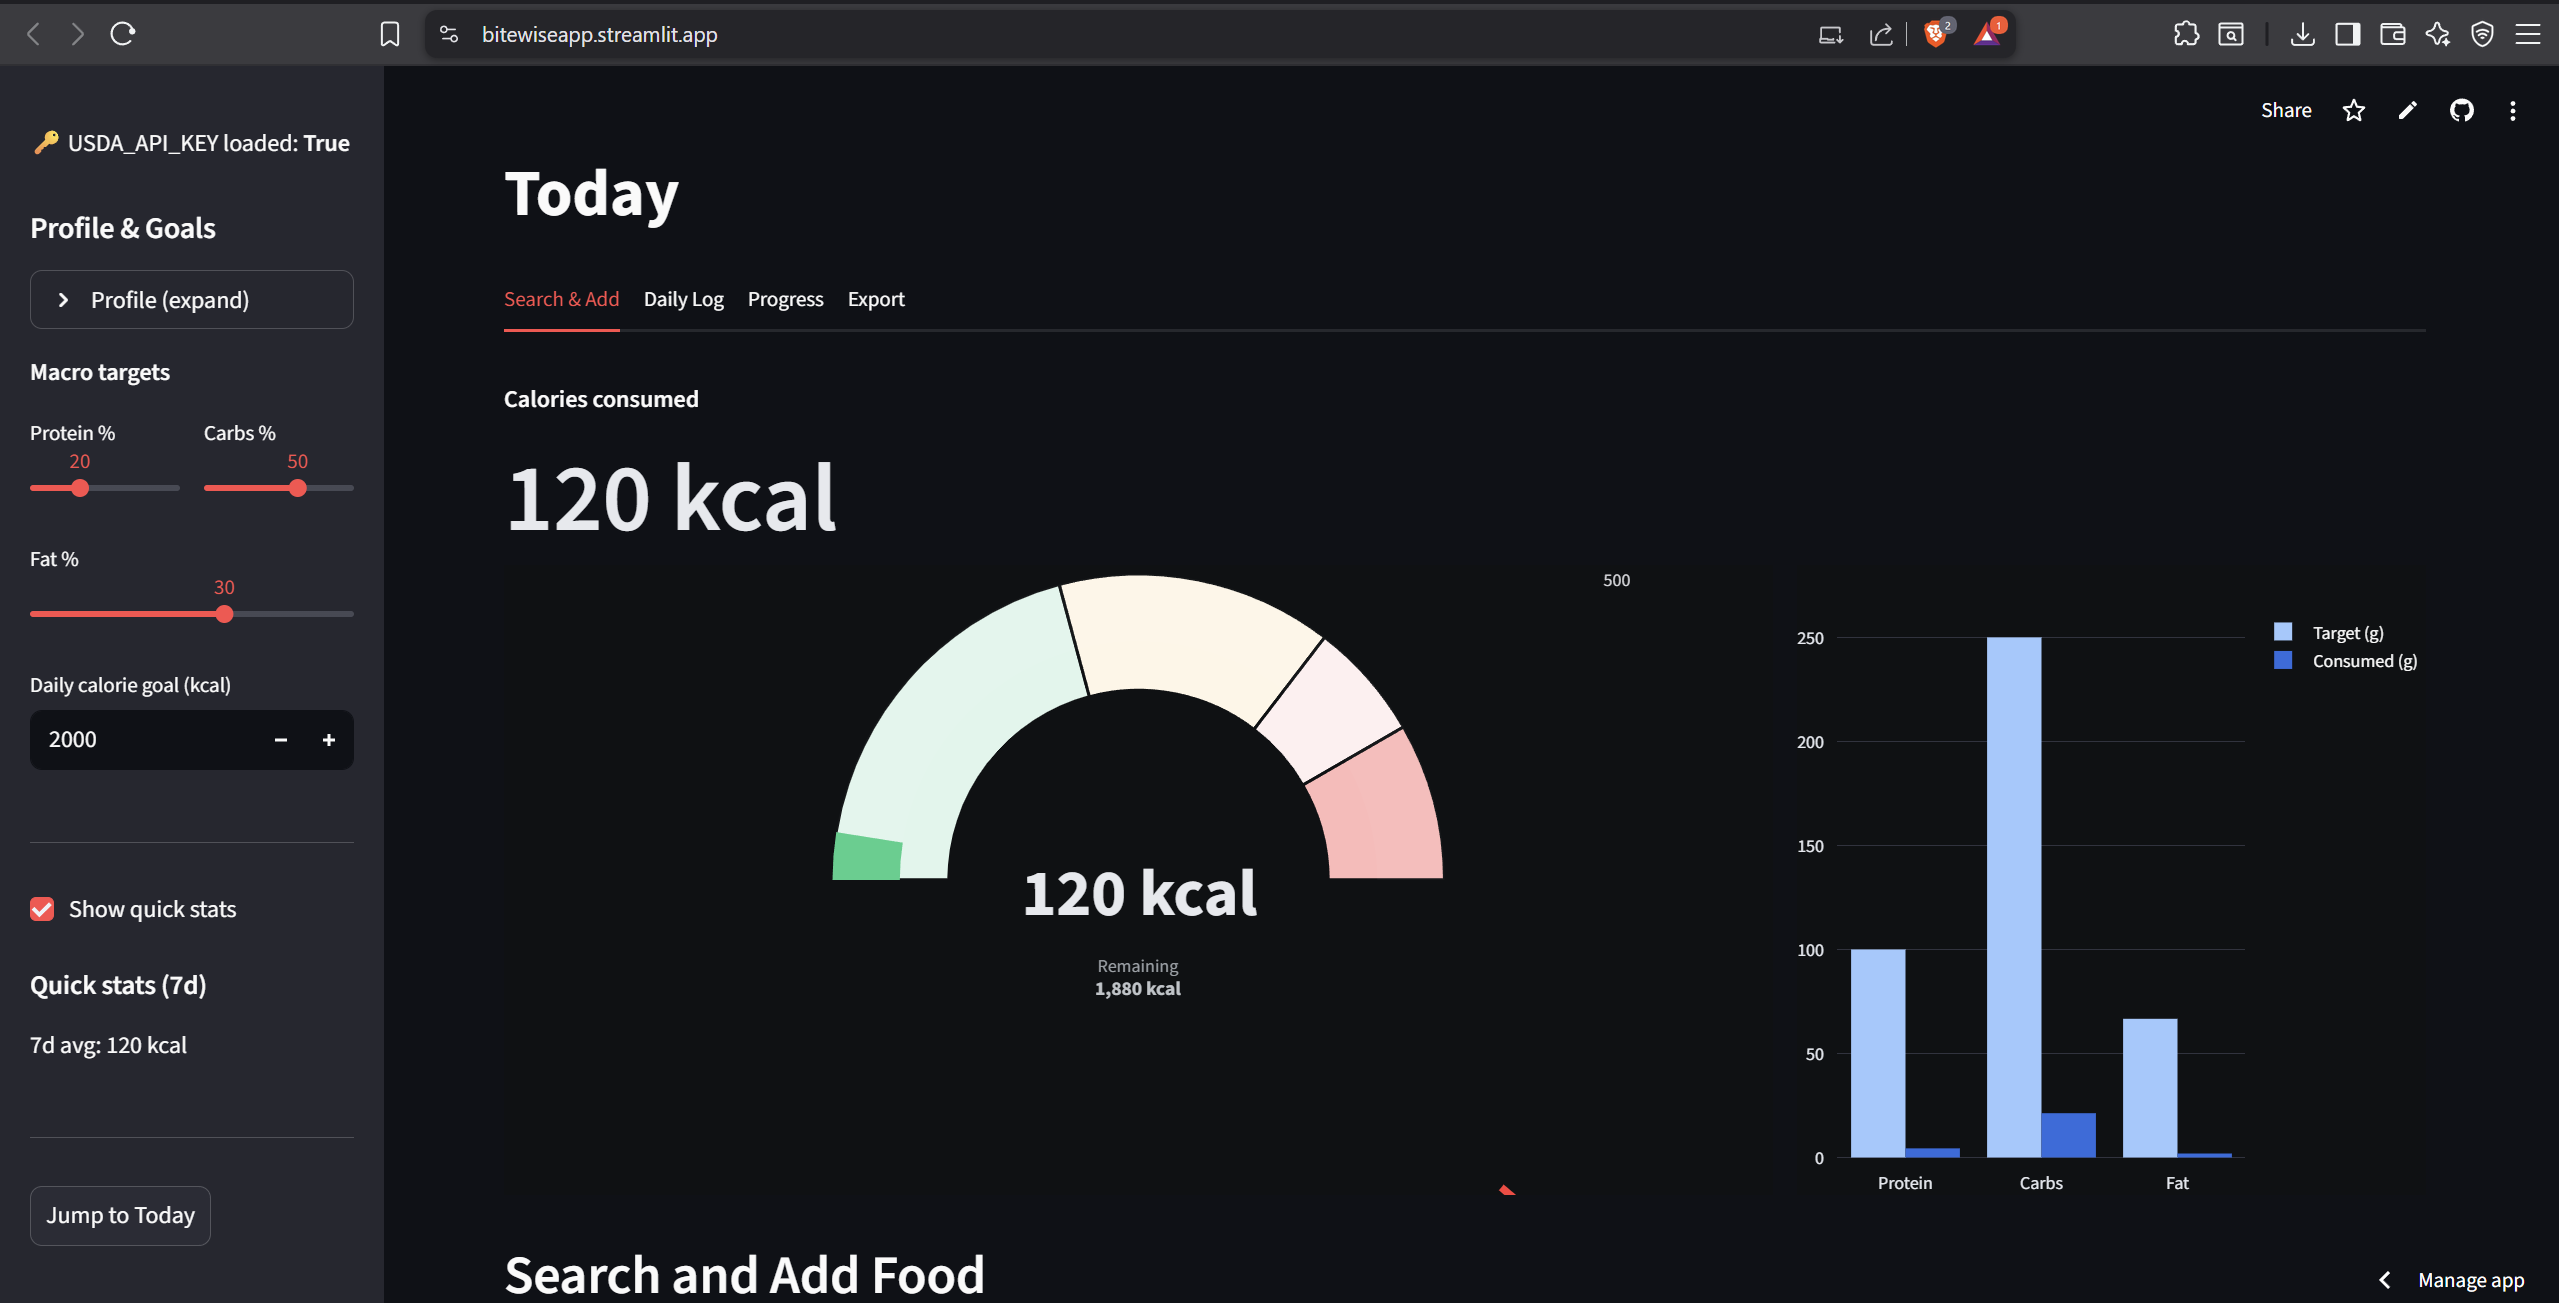 bitewiseapp.streamlit.app
2
1
USDA_API_KEY loaded: True
Profile & Goals
Profile (expand)
Macro targets
Protein %
Carbs %
20
50
Fat %
30
Daily calorie goal (kcal)
2000
Show quick stats
Quick stats (7d)
7d avg: 120 kcal
Jump to Today
Share
Today
Search & Add
Daily Log
Progress
Export
Calories consumed
120 kcal
120 kcal
Remaining
1,880 kcal
500
250
200
150
100
50
0
Protein
Carbs
Fat
Target (g)
Consumed (g)
Search and Add Food
Manage app